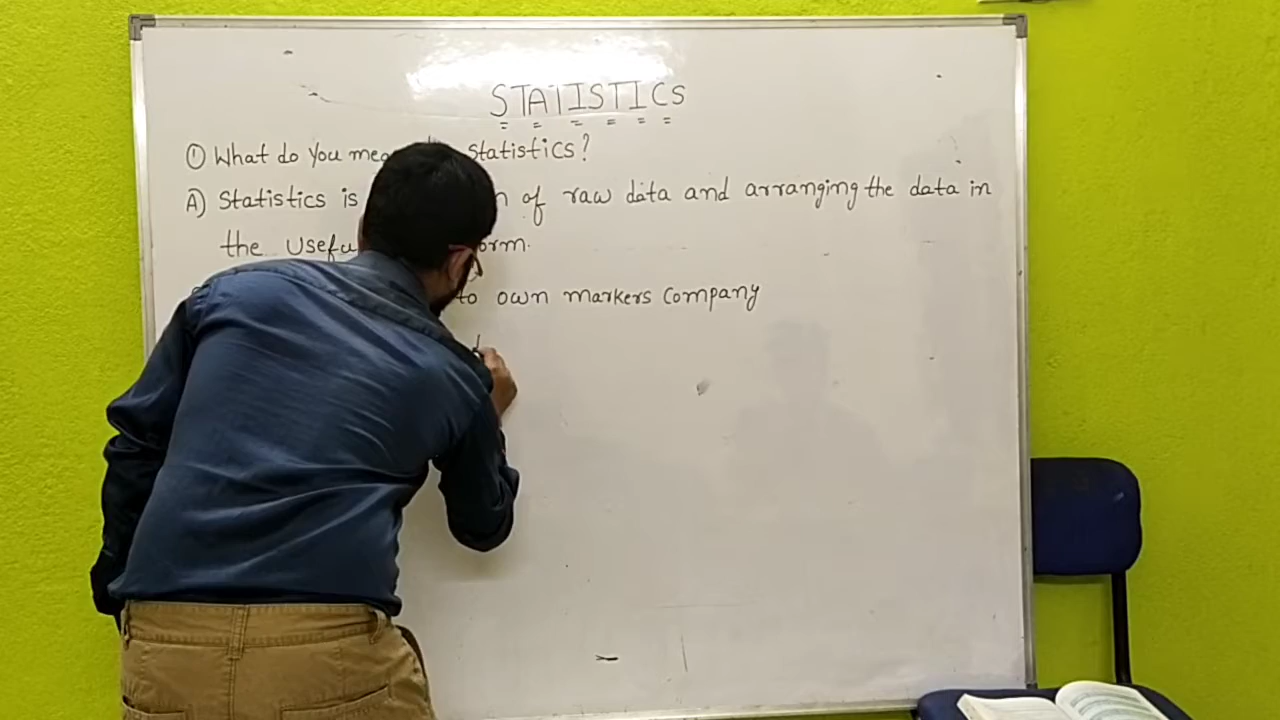 STATISTICS
① What do you mea Statistics?
A) Statistics is of raw data and arranging the data in
the usefu orm.
to own markers company